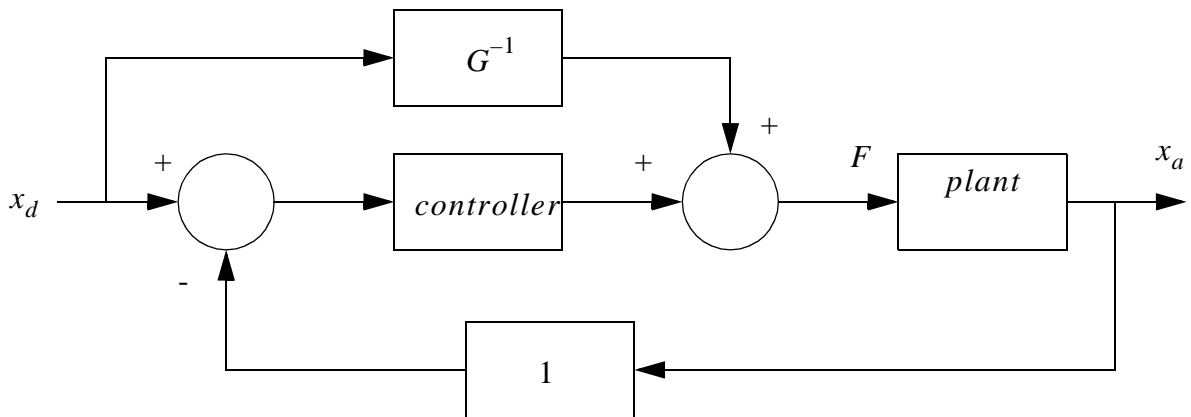 G⁻¹
+
+
+
F
x_a
x_d
controller
plant
-
1